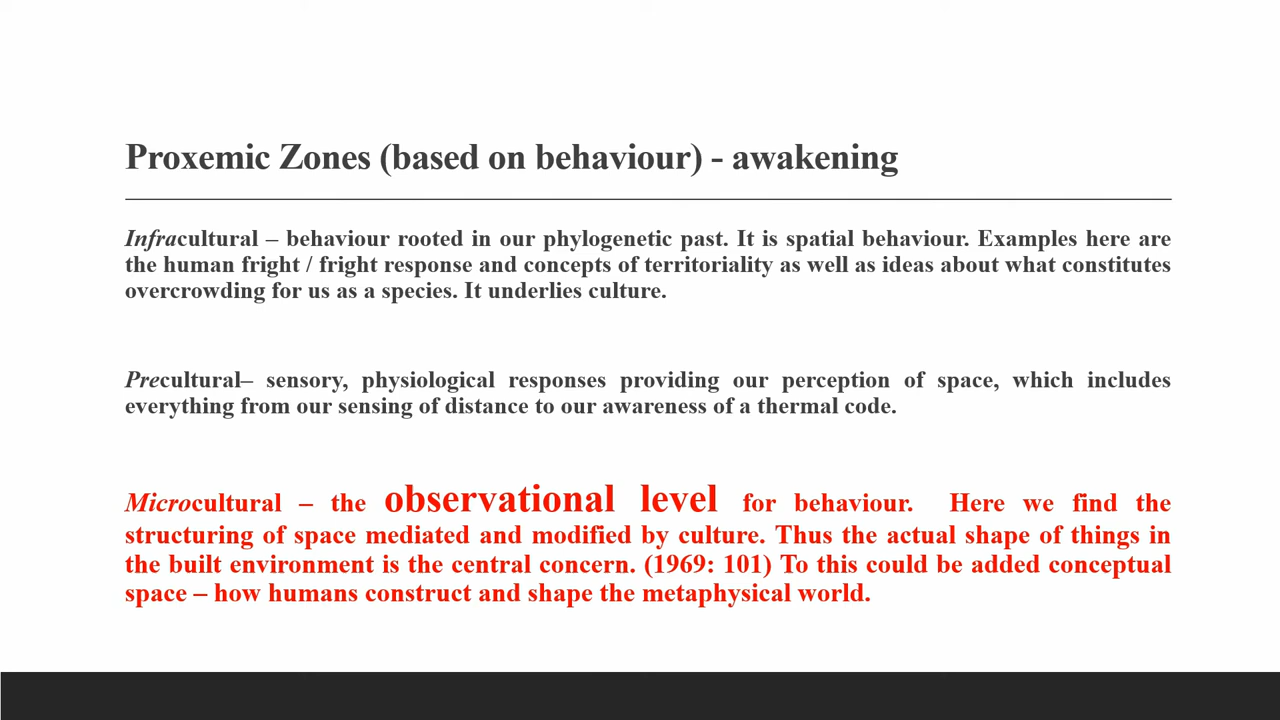 Proxemic Zones (based on behaviour) - awakening
Infracultural – behaviour rooted in our phylogenetic past. It is spatial behaviour. Examples here are
the human fright / fright response and concepts of territoriality as well as ideas about what constitutes
overcrowding for us as a species. It underlies culture.
Precultural– sensory, physiological responses providing our perception of space, which includes
everything from our sensing of distance to our awareness of a thermal code.
Microcultural – the observational level for behaviour. Here we find the
structuring of space mediated and modified by culture. Thus the actual shape of things in
the built environment is the central concern. (1969: 101) To this could be added conceptual
space – how humans construct and shape the metaphysical world.